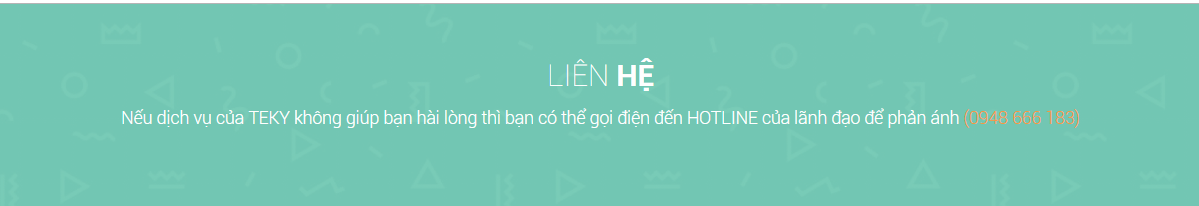 LIÊN HỆ
Nếu dịch vụ của TEKY không giúp bạn hài lòng thì bạn có thể gọi điện đến HOTLINE của lãnh đạo để phản ánh (0948 666 183)